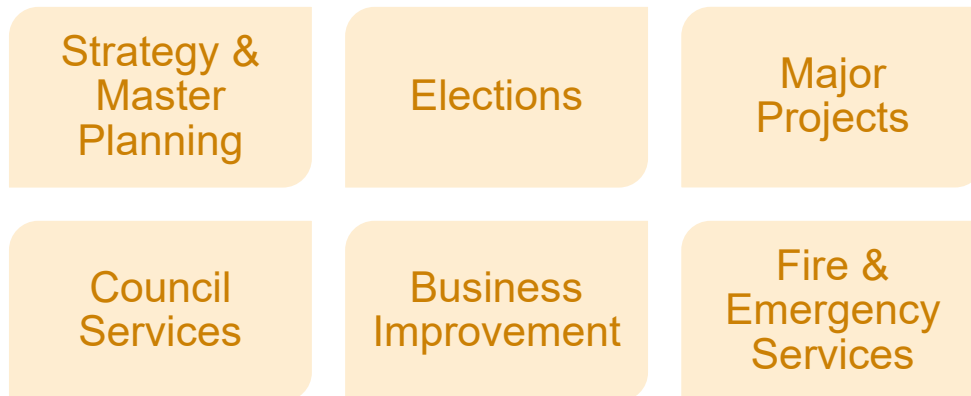 Strategy &
Master
Planning
Elections
Major
Projects
Council
Services
Business
Improvement
Fire &
Emergency
Services